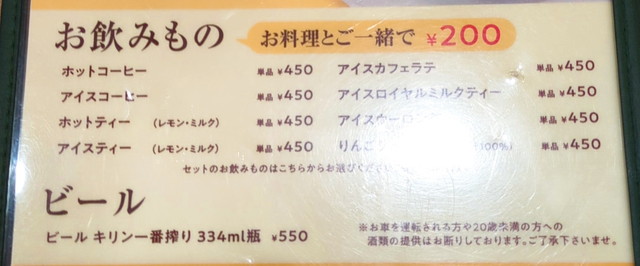 お飲みもの お料理とご一緒で ¥200
ホットコーヒー 単品 ¥450
アイスコーヒー 単品 ¥450
ホットティー (レモン・ミルク) 単品 ¥450
アイスティー (レモン・ミルク) 単品 ¥450
アイスカフェラテ 単品 ¥450
アイスロイヤルミルクティー 単品 ¥450
単品 ¥450
100%) 単品 ¥450
セットのお飲みものはこちらからお選びください
ビール
ビール キリン一番搾り 334ml瓶 ¥550
※お車を運転される方や20歳未満の方への
酒類の提供はお断りしております。ご了承下さいませ。